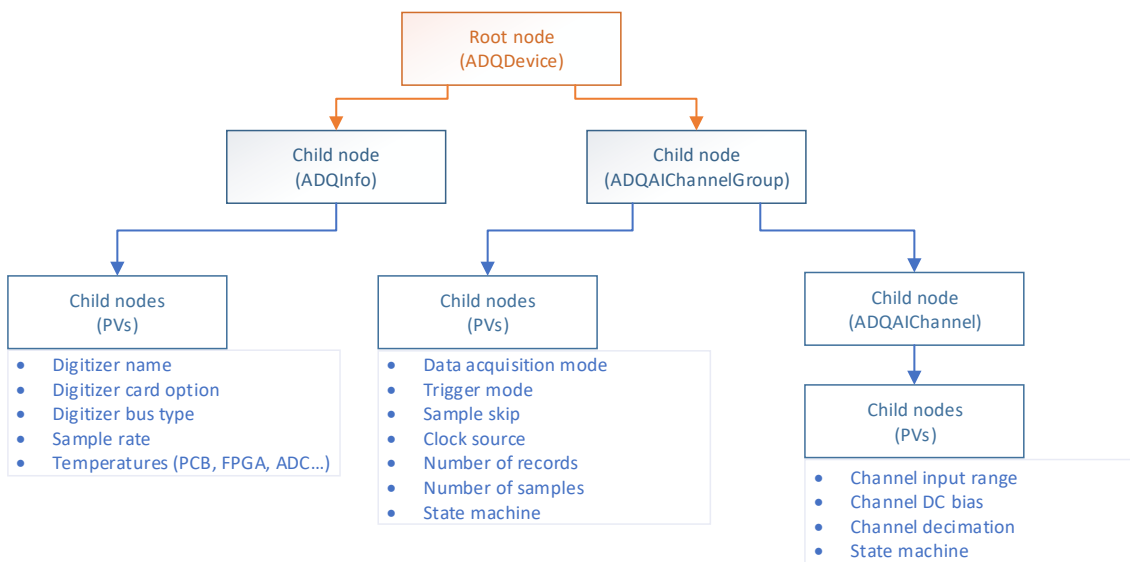 Root node
(ADQDevice)
Child node
(ADQInfo)
Child node
(ADQAIChannelGroup)
Child nodes
(PVs)
• Digitizer name
• Digitizer card option
• Digitizer bus type
• Sample rate
• Temperatures (PCB, FPGA, ADC...)
Child nodes
(PVs)
• Data acquisition mode
• Trigger mode
• Sample skip
• Clock source
• Number of records
• Number of samples
• State machine
Child node
(ADQAIChannel)
Child nodes
(PVs)
• Channel input range
• Channel DC bias
• Channel decimation
• State machine